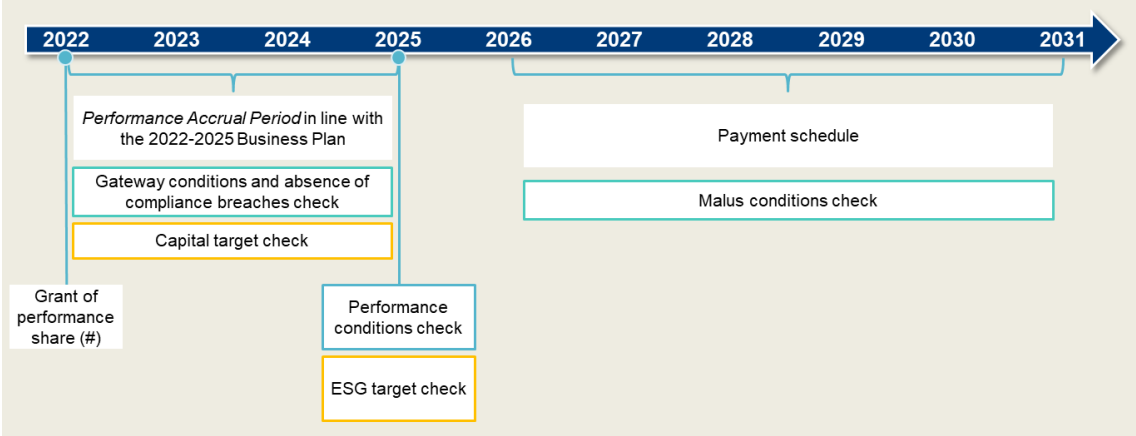 2022 2023 2024 2025 2026 2027 2028 2029 2030 2031
Performance Accrual Period in line with
the 2022-2025 Business Plan
Payment schedule
Gateway conditions and absence of
compliance breaches check
Malus conditions check
Capital target check
Grant of
performance
share (#)
Performance
conditions check
ESG target check